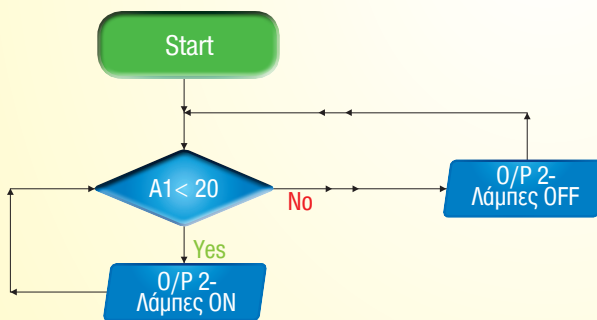 Start
A1< 20
No
O/P 2-
Λάμπες OFF
Yes
O/P 2-
Λάμπες ON